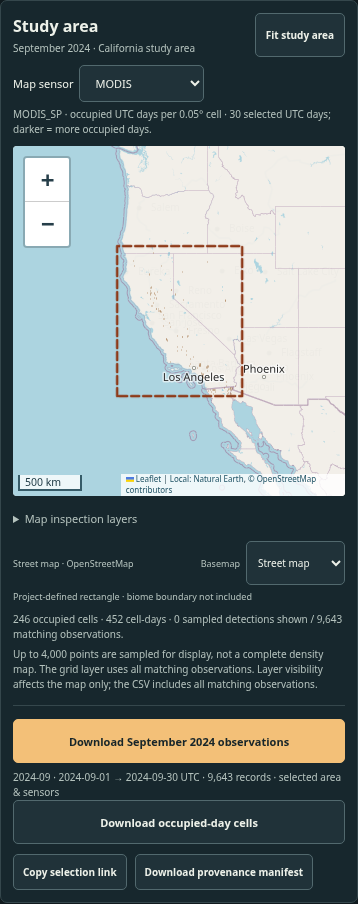 Study area
September 2024 · California study area
Fit study area
Map sensor
MODIS
MODIS_SP · occupied UTC days per 0.05° cell · 30 selected UTC days;
darker = more occupied days.
+
−
Los Angeles
Phoenix
500 km
Leaflet | Local: Natural Earth, © OpenStreetMap
contributors
Map inspection layers
Street map · OpenStreetMap
Basemap
Street map
Project-defined rectangle · biome boundary not included
246 occupied cells · 452 cell-days · 0 sampled detections shown / 9,643
matching observations.
Up to 4,000 points are sampled for display, not a complete density
map. The grid layer uses all matching observations. Layer visibility
affects the map only; the CSV includes all matching observations.
Download September 2024 observations
2024-09 · 2024-09-01 → 2024-09-30 UTC · 9,643 records · selected area
& sensors
Download occupied-day cells
Copy selection link
Download provenance manifest